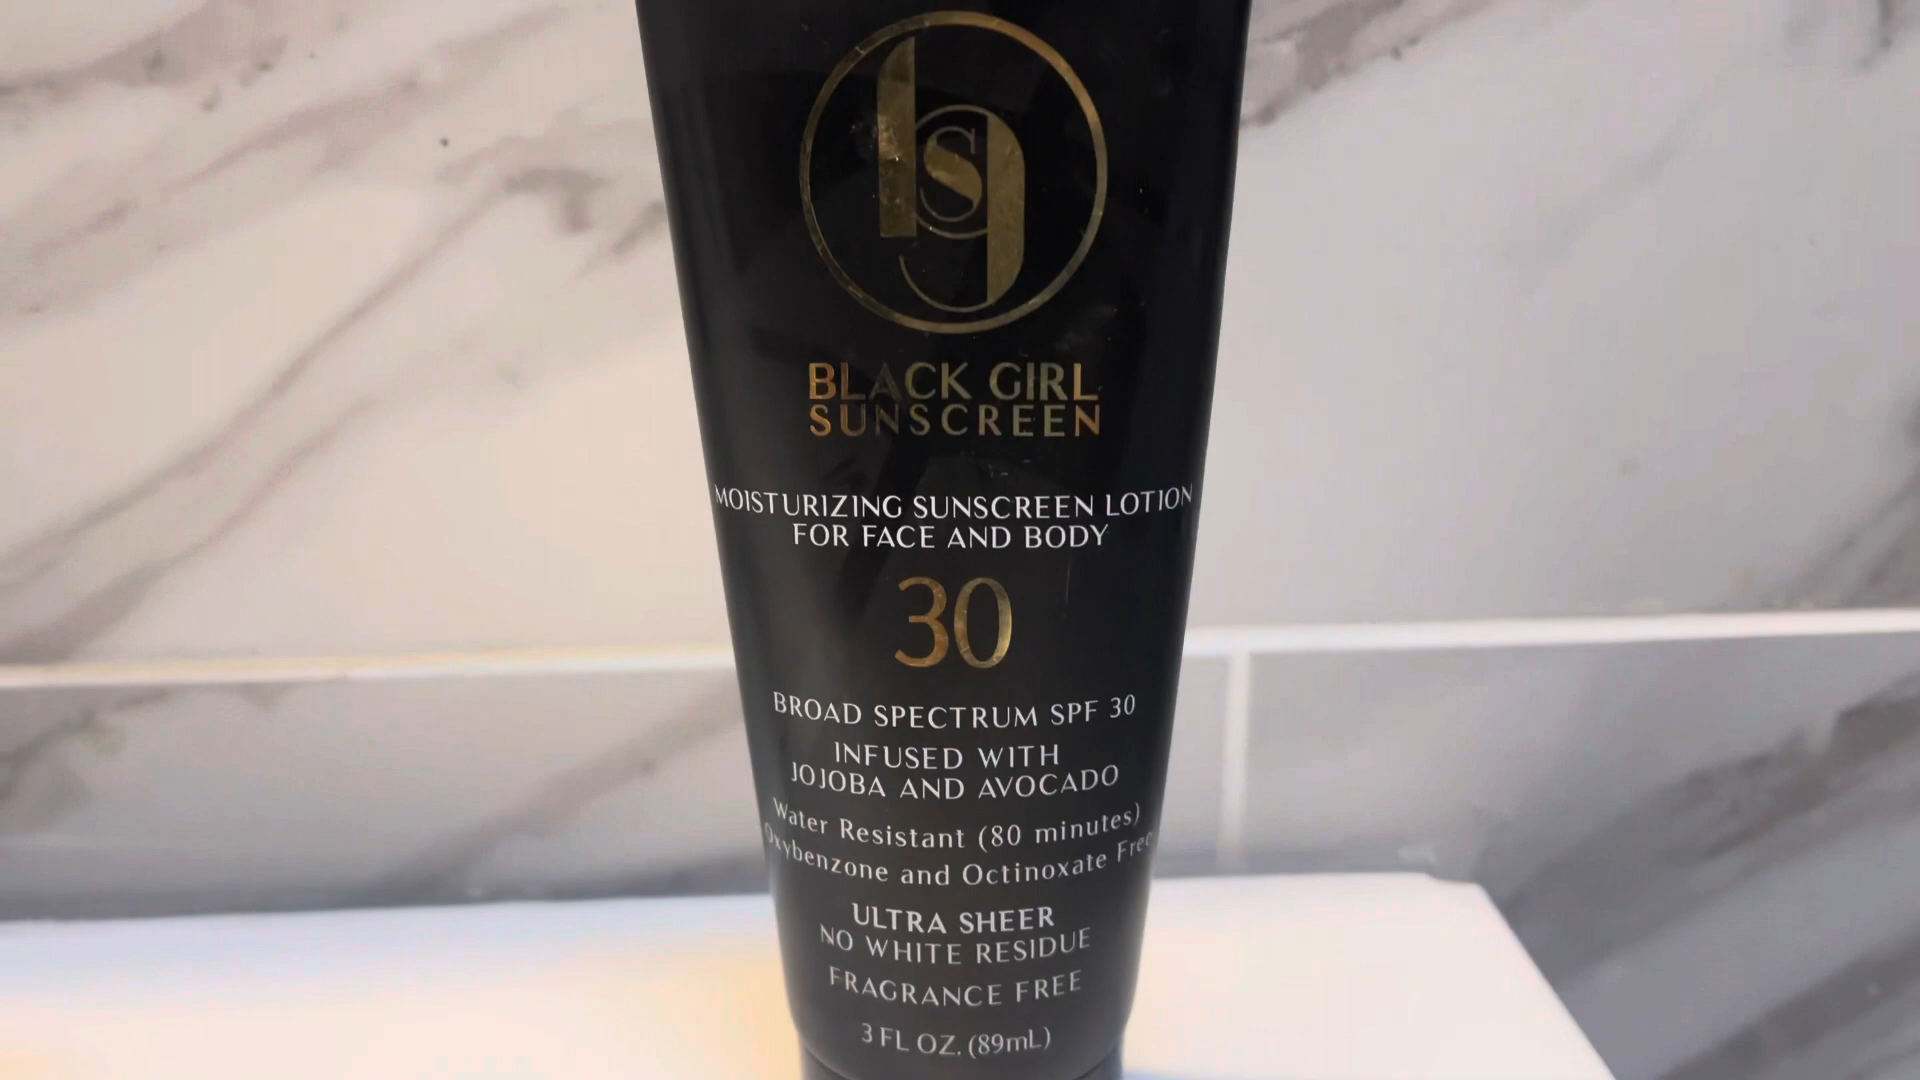 bsg
BLACK GIRL
SUNSCREEN
MOISTURIZING SUNSCREEN LOTION
FOR FACE AND BODY
30
BROAD SPECTRUM SPF 30
INFUSED WITH
JOJOBA AND AVOCADO
Water Resistant (80 minutes)
Oxybenzone and Octinoxate Free
ULTRA SHEER
NO WHITE RESIDUE
FRAGRANCE FREE
3 FL OZ. (89mL)